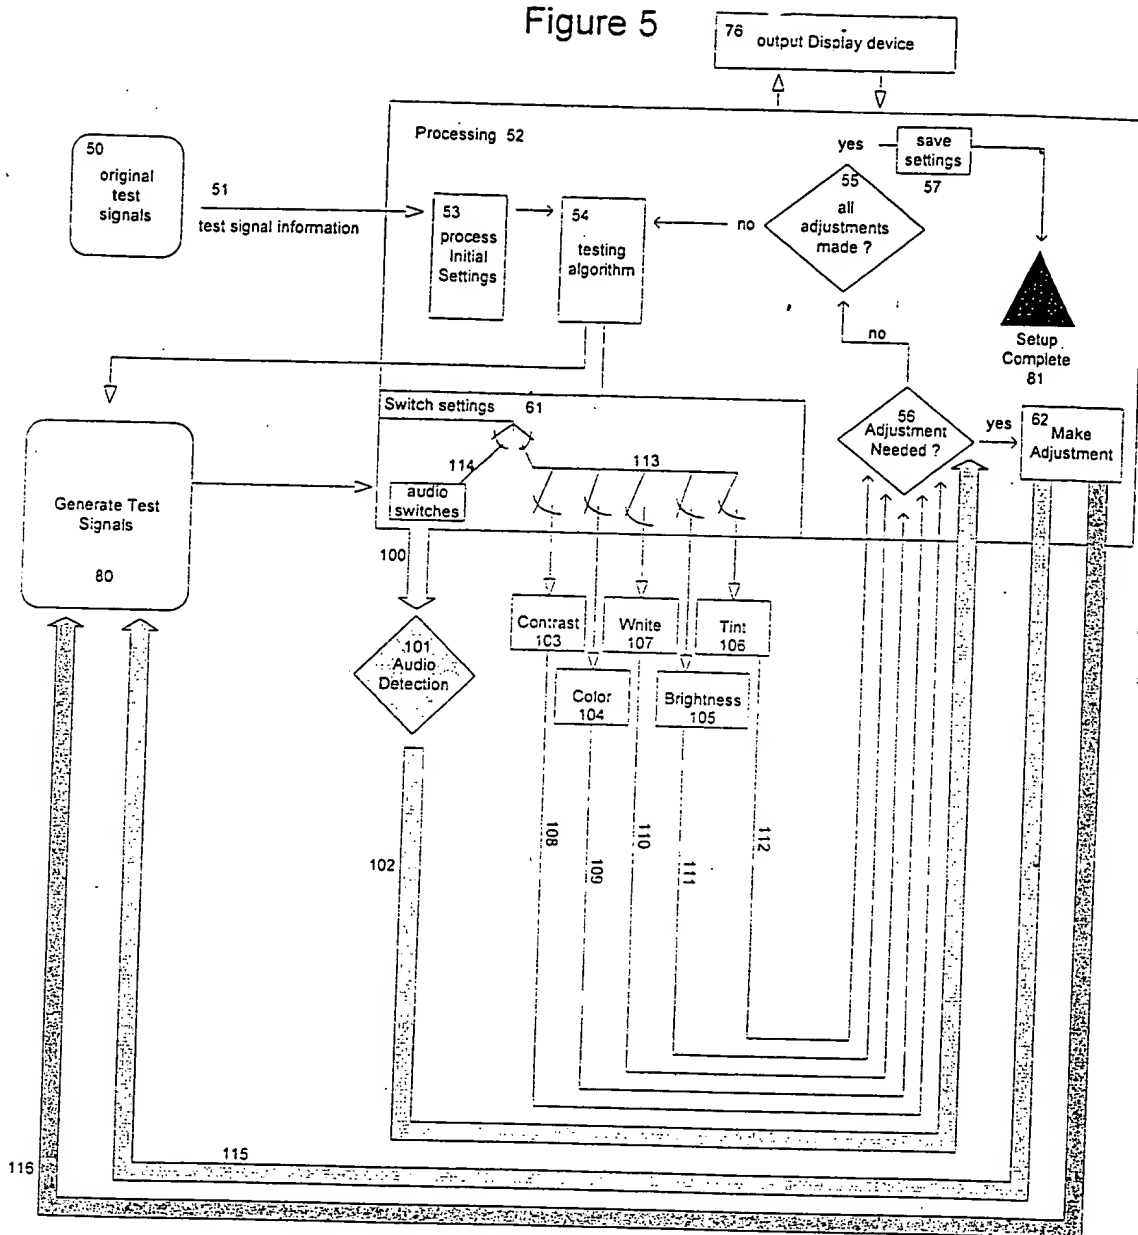 Figure 5
76 output Display device
Processing 52
50
original
test
signals
51
test signal information
53
process
Initial
Settings
54
testing
algorithm
no
55
all
adjustments
made ?
yes
save
settings
57
Setup
Complete
81
no
Switch settings 61
114
113
audio
switches
56
Adjustment
Needed ?
yes
62 Make
Adjustment
Generate Test
Signals
80
100
101
Audio
Detection
Contrast
103
Wnite
107
Tint
106
Color
104
Brightness
105
102
108
109
110
111
112
115
116